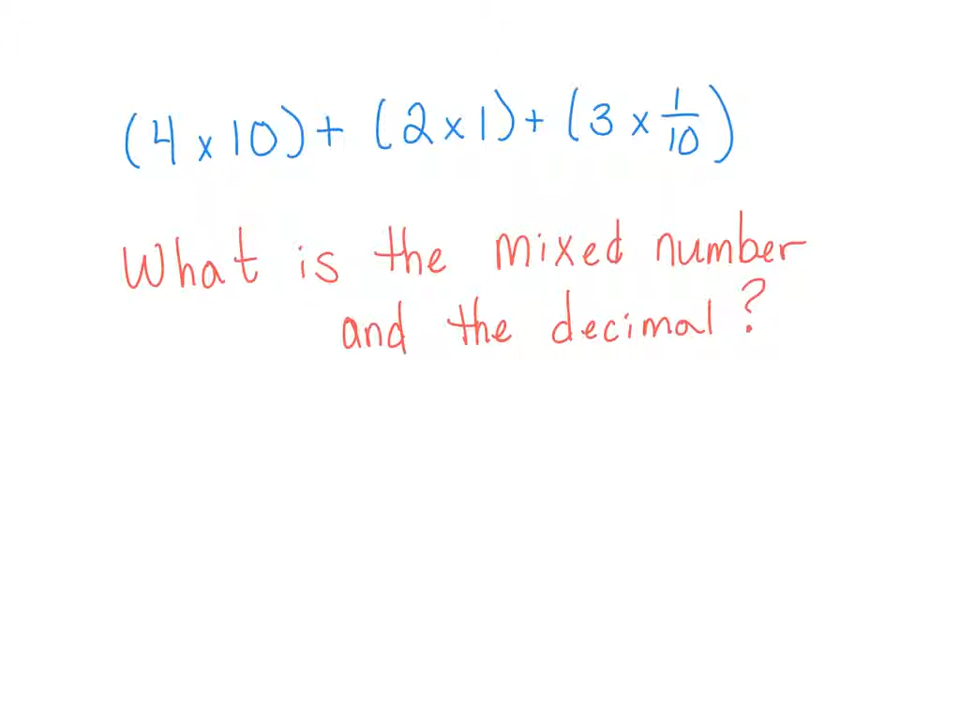 (4 x 10) + (2 x 1) + (3 x 1/10)
What is the mixed number
and the decimal?